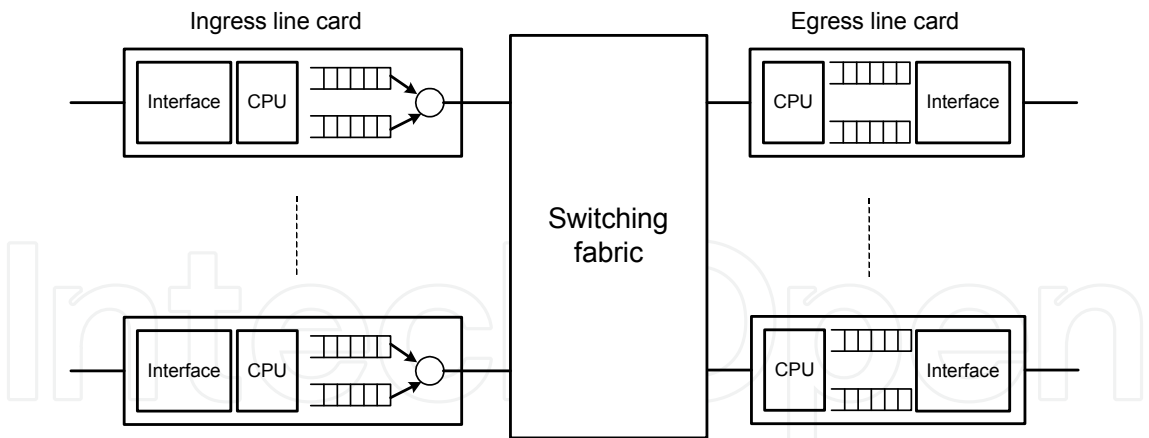 Ingress line card
Egress line card
Interface
CPU
CPU
Interface
Switching
fabric
Interface
CPU
CPU
Interface
IntechOpen